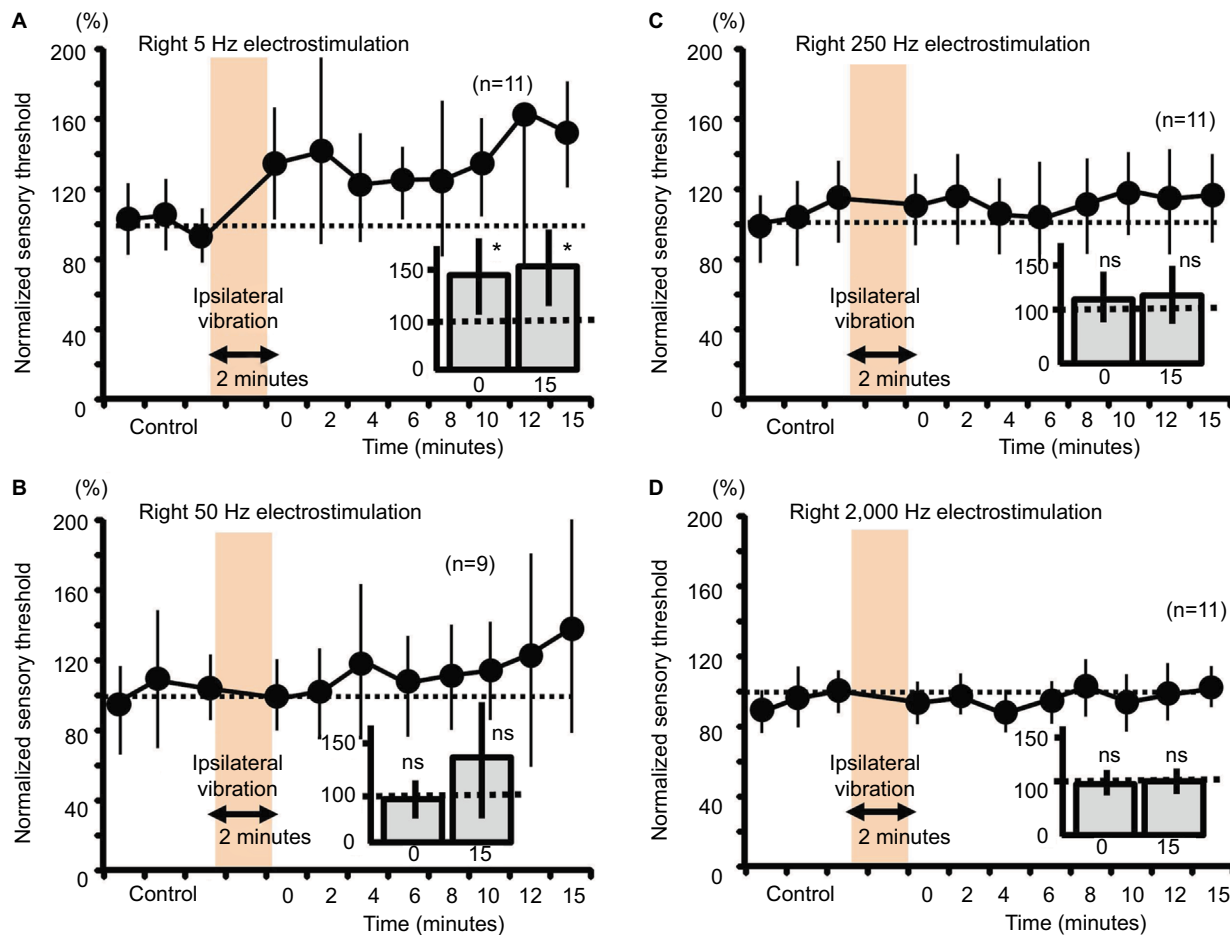 A
(%)
Right 5 Hz electrostimulation
(n=11)
Normalized sensory threshold
200
160
120
80
40
0
Ipsilateral
vibration
2 minutes
150
100
0
*
*
0 15
Control 0 2 4 6 8 10 12 15
Time (minutes)
B
(%)
Right 50 Hz electrostimulation
(n=9)
Normalized sensory threshold
200
160
120
80
40
0
Ipsilateral
vibration
2 minutes
150
100
0
ns
ns
0 15
Control 0 2 4 6 8 10 12 15
Time (minutes)
C
(%)
Right 250 Hz electrostimulation
(n=11)
Normalized sensory threshold
200
160
120
80
40
0
Ipsilateral
vibration
2 minutes
150
100
0
ns ns
0 15
Control 0 2 4 6 8 10 12 15
Time (minutes)
D
(%)
Right 2,000 Hz electrostimulation
(n=11)
Normalized sensory threshold
200
160
120
80
40
0
Ipsilateral
vibration
2 minutes
150
100
0
ns ns
0 15
Control 0 2 4 6 8 10 12 15
Time (minutes)